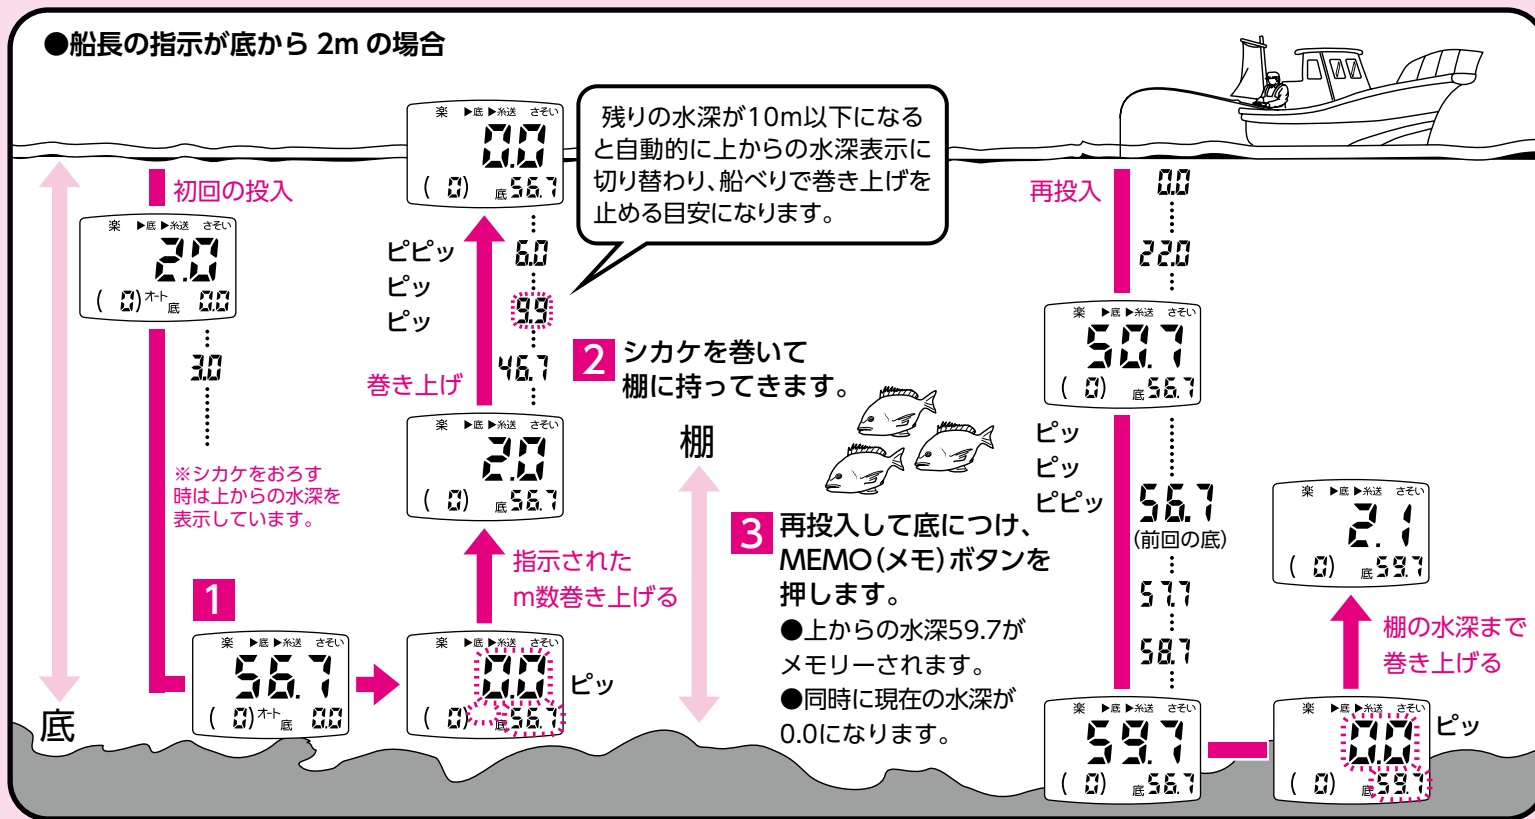 ●船長の指示が底から 2m の場合
初回の投入
楽 ▶底 ▶糸送 さそい
2.0
( 0) オート 底 0.0
3.0
※シカケをおろす
時は上からの水深を
表示しています。
底
1
楽 ▶底 ▶糸送 さそい
56.7
( 0) オート 底 0.0
楽 ▶底 ▶糸送 さそい
0.0
( 0) 底 56.7
ピッ
指示された
m数巻き上げる
楽 ▶底 ▶糸送 さそい
2.0
( 0) 底 56.7
巻き上げ
46.7
9.9
6.0
ピピッ
ピッ
ピッ
楽 ▶底 ▶糸送 さそい
0.0
( 0) 底 56.7
残りの水深が10m以下になる
と自動的に上からの水深表示に
切り替わり、船べりで巻き上げを
止める目安になります。
2 シカケを巻いて
棚に持ってきます。
棚
3 再投入して底につけ、
MEMO(メモ)ボタンを
押します。
●上からの水深59.7が
メモリーされます。
●同時に現在の水深が
0.0になります。
再投入
0.0
22.0
楽 ▶底 ▶糸送 さそい
50.7
( 0) 底 56.7
ピッ
ピッ
ピピッ
56.7
(前回の底)
57.7
58.7
楽 ▶底 ▶糸送 さそい
59.7
( 0) 底 56.7
楽 ▶底 ▶糸送 さそい
0.0
( 0) 底 59.7
ピッ
棚の水深まで
巻き上げる
楽 ▶底 ▶糸送 さそい
2.1
( 0) 底 59.7